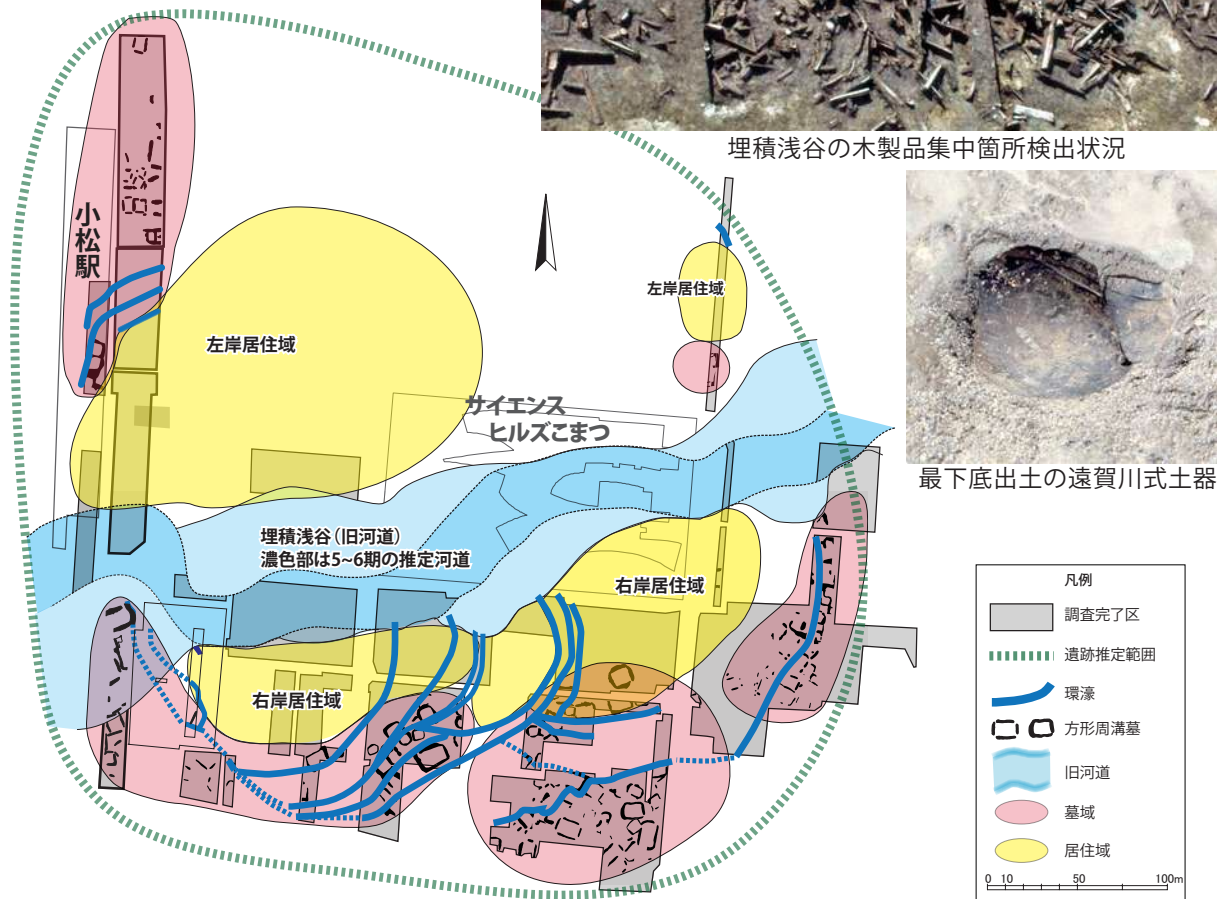 埋積浅谷の木製品集中箇所検出状況
小松駅
左岸居住域
左岸居住域
サイエンス
ヒルズこまつ
最下底出土の遠賀川式土器
埋積浅谷（旧河道）
濃色部は5~6期の推定河道
右岸居住域
右岸居住域
凡例
調査完了区
遺跡推定範囲
環濠
方形周溝墓
旧河道
墓域
居住域
0 10 50 100m